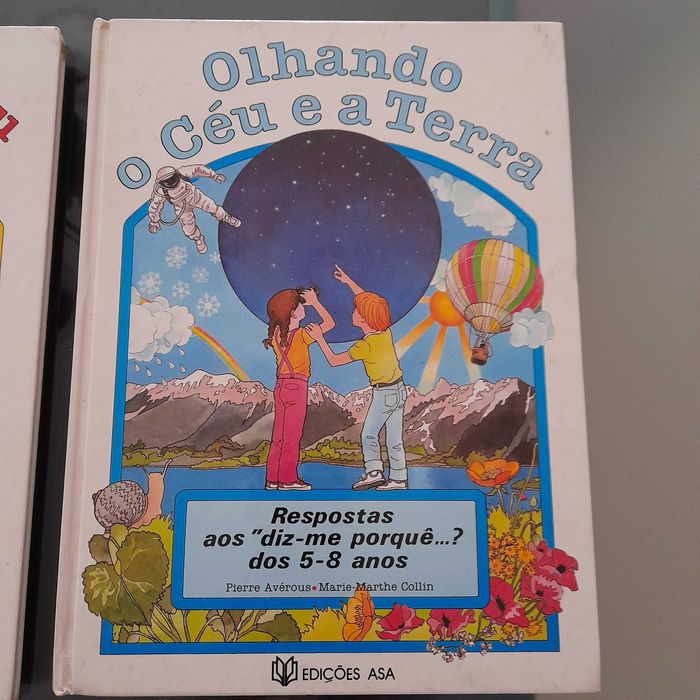 Olhando
o Céu e a Terra
Respostas
aos "diz-me porquê...?
dos 5-8 anos
Pierre Avérous • Marie-Marthe Collin
EDIÇÕES ASA